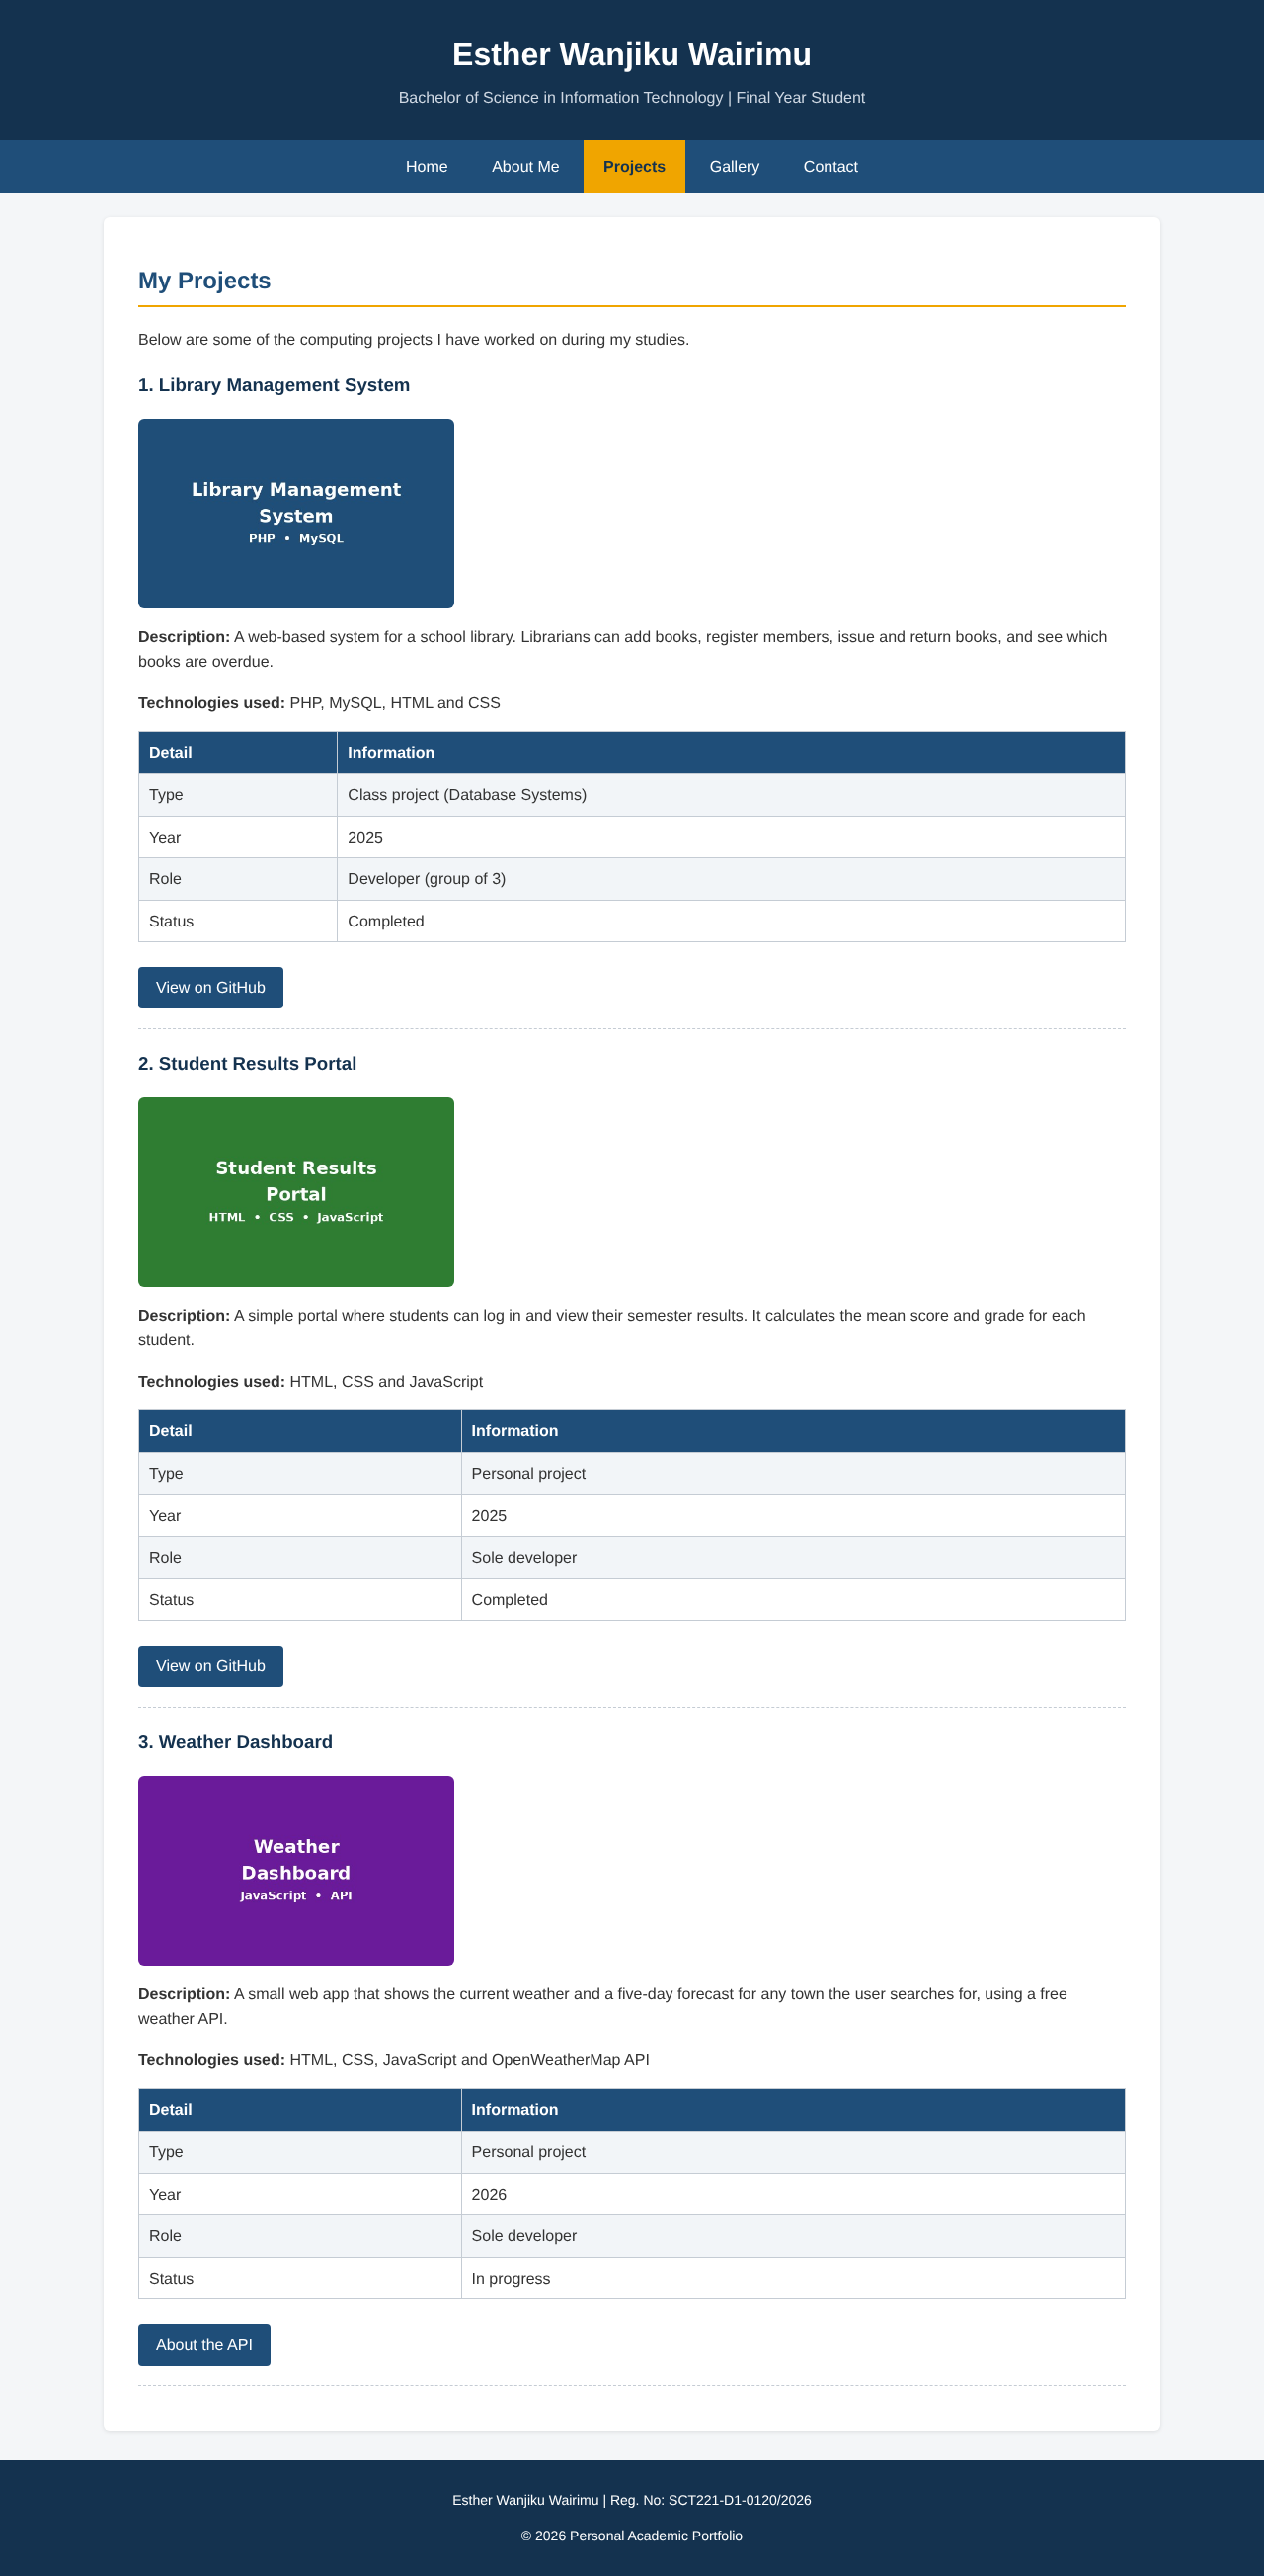 Esther Wanjiku Wairimu
Bachelor of Science in Information Technology | Final Year Student
Home About Me Projects Gallery Contact
My Projects
Below are some of the computing projects I have worked on during my studies.
1. Library Management System
Library Management
System
PHP • MySQL
Description: A web-based system for a school library. Librarians can add books, register members, issue and return books, and see which
books are overdue.
Technologies used: PHP, MySQL, HTML and CSS
Detail Information
Type Class project (Database Systems)
Year 2025
Role Developer (group of 3)
Status Completed
View on GitHub
2. Student Results Portal
Student Results
Portal
HTML • CSS • JavaScript
Description: A simple portal where students can log in and view their semester results. It calculates the mean score and grade for each
student.
Technologies used: HTML, CSS and JavaScript
Detail Information
Type Personal project
Year 2025
Role Sole developer
Status Completed
View on GitHub
3. Weather Dashboard
Weather
Dashboard
JavaScript • API
Description: A small web app that shows the current weather and a five-day forecast for any town the user searches for, using a free
weather API.
Technologies used: HTML, CSS, JavaScript and OpenWeatherMap API
Detail Information
Type Personal project
Year 2026
Role Sole developer
Status In progress
About the API
Esther Wanjiku Wairimu | Reg. No: SCT221-D1-0120/2026
© 2026 Personal Academic Portfolio